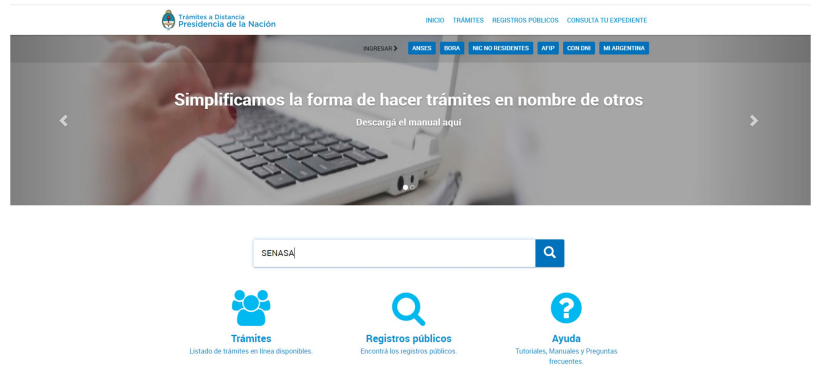 Trámites a Distancia
Presidencia de la Nación
INICIO TRÁMITES REGISTROS PÚBLICOS CONSULTA TU EXPEDIENTE
INGRESAR ANSES BORA NIC NO RESIDENTES AFIP CON DNI MI ARGENTINA
Simplificamos la forma de hacer trámites en nombre de otros
Descargá el manual aquí
SENASA
Trámites
Listado de trámites en línea disponibles.
Registros públicos
Encontrá los registros públicos.
Ayuda
Tutoriales, Manuales y Preguntas
frecuentes.